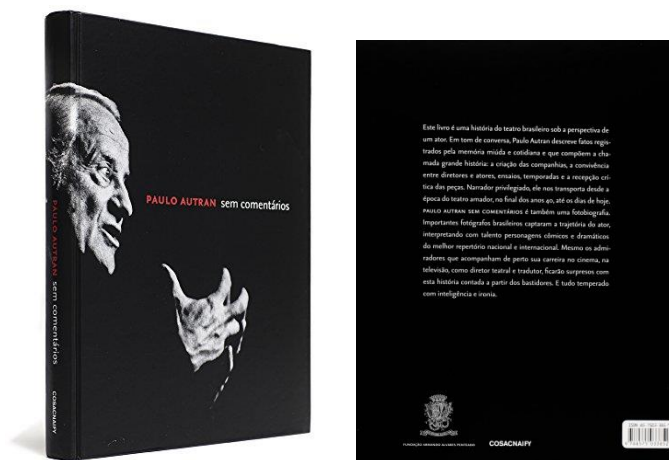 PAULO AUTRAN sem comentários
PAULO AUTRAN sem comentários
COSACNAIFY
Este livro é uma história do teatro brasileiro sob a perspectiva de
um ator. Em tom de conversa, Paulo Autran descreve fatos regis-
trados pela memória miúda e cotidiana e que compõem a cha-
mada grande história: a criação das companhias, a convivência
entre diretores e atores, ensaios, temporadas e a recepção crí-
tica das peças. Narrador privilegiado, ele nos transporta desde a
época do teatro amador, no final dos anos 40, até os dias de hoje.
PAULO AUTRAN SEM COMENTÁRIOS é também uma fotobiografia.
Importantes fotógrafos brasileiros captaram a trajetória do ator,
interpretando com talento personagens cômicos e dramáticos
do melhor repertório nacional e internacional. Mesmo os admi-
radores que acompanham de perto sua carreira no cinema, na
televisão, como diretor teatral e tradutor, ficarão surpresos com
esta história contada a partir dos bastidores. E tudo temperado
com inteligência e ironia.
FUNDAÇÃO ARMANDO ALVARES PENTEADO
COSACNAIFY
ISBN